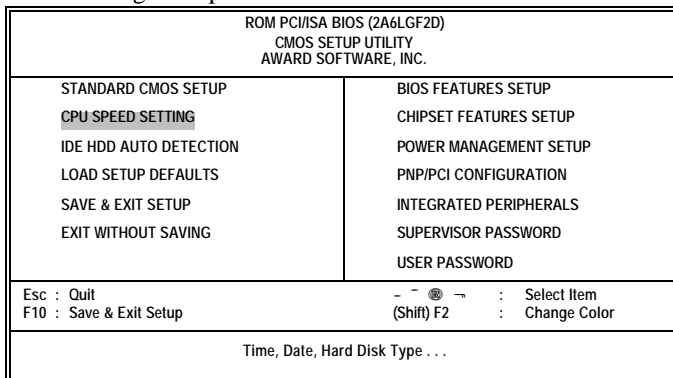 ROM PCI/ISA BIOS (2A6LGF2D)
CMOS SETUP UTILITY
AWARD SOFTWARE, INC.
STANDARD CMOS SETUP
CPU SPEED SETTING
IDE HDD AUTO DETECTION
LOAD SETUP DEFAULTS
SAVE & EXIT SETUP
EXIT WITHOUT SAVING
BIOS FEATURES SETUP
CHIPSET FEATURES SETUP
POWER MANAGEMENT SETUP
PNP/PCI CONFIGURATION
INTEGRATED PERIPHERALS
SUPERVISOR PASSWORD
USER PASSWORD
Esc : Quit
F10 : Save & Exit Setup
: Select Item
(Shift) F2 : Change Color
Time, Date, Hard Disk Type . . .